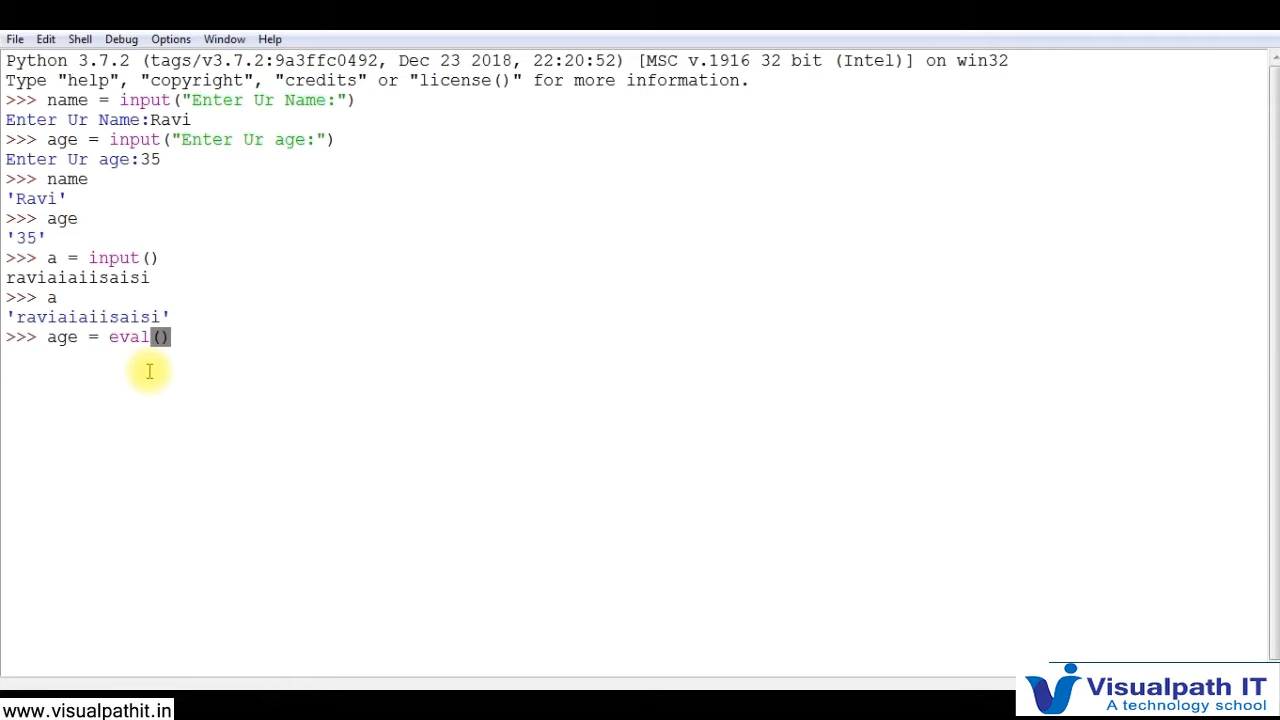 File Edit Shell Debug Options Window Help
Python 3.7.2 (tags/v3.7.2:9a3ffc0492, Dec 23 2018, 22:20:52) [MSC v.1916 32 bit (Intel)] on win32
Type "help", "copyright", "credits" or "license()" for more information.
>>> name = input("Enter Ur Name:")
Enter Ur Name:Ravi
>>> age = input("Enter Ur age:")
Enter Ur age:35
>>> name
'Ravi'
>>> age
'35'
>>> a = input()
raviaiaiisaisi
>>> a
'raviaiaiisaisi'
>>> age = eval()
Visualpath IT
A technology school
www.visualpathit.in